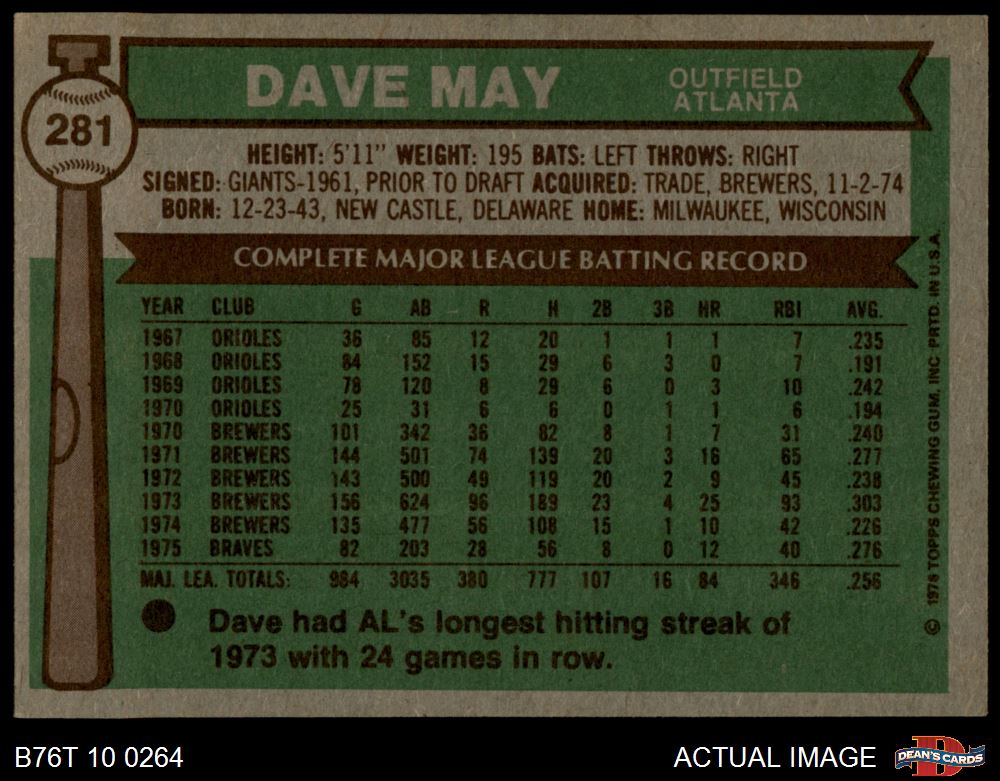 281
DAVE MAY
OUTFIELD
ATLANTA
HEIGHT: 5'11" WEIGHT: 195 BATS: LEFT THROWS: RIGHT
SIGNED: GIANTS-1961, PRIOR TO DRAFT ACQUIRED: TRADE, BREWERS, 11-2-74
BORN: 12-23-43, NEW CASTLE, DELAWARE HOME: MILWAUKEE, WISCONSIN
COMPLETE MAJOR LEAGUE BATTING RECORD
YEAR CLUB G AB R H 2B 3B HR RBI AVG.
1967 ORIOLES 36 85 12 20 1 1 1 7 .235
1968 ORIOLES 84 152 15 29 6 3 0 7 .191
1969 ORIOLES 78 120 8 29 6 0 3 10 .242
1970 ORIOLES 25 31 6 6 0 1 1 6 .194
1970 BREWERS 101 342 36 82 8 1 7 31 .240
1971 BREWERS 144 501 74 139 20 3 16 65 .277
1972 BREWERS 143 500 49 119 20 2 9 45 .238
1973 BREWERS 156 624 96 189 23 4 25 93 .303
1974 BREWERS 135 477 56 108 15 1 10 42 .226
1975 BRAVES 82 203 28 56 8 0 12 40 .276
MAJ. LEA. TOTALS: 984 3035 380 777 107 16 84 346 .256
Dave had AL's longest hitting streak of
1973 with 24 games in row.
© 1976 TOPPS CHEWING GUM, INC. PRTD. IN U.S.A.
B76T 10 0264
ACTUAL IMAGE
D
DEAN'S CARDS